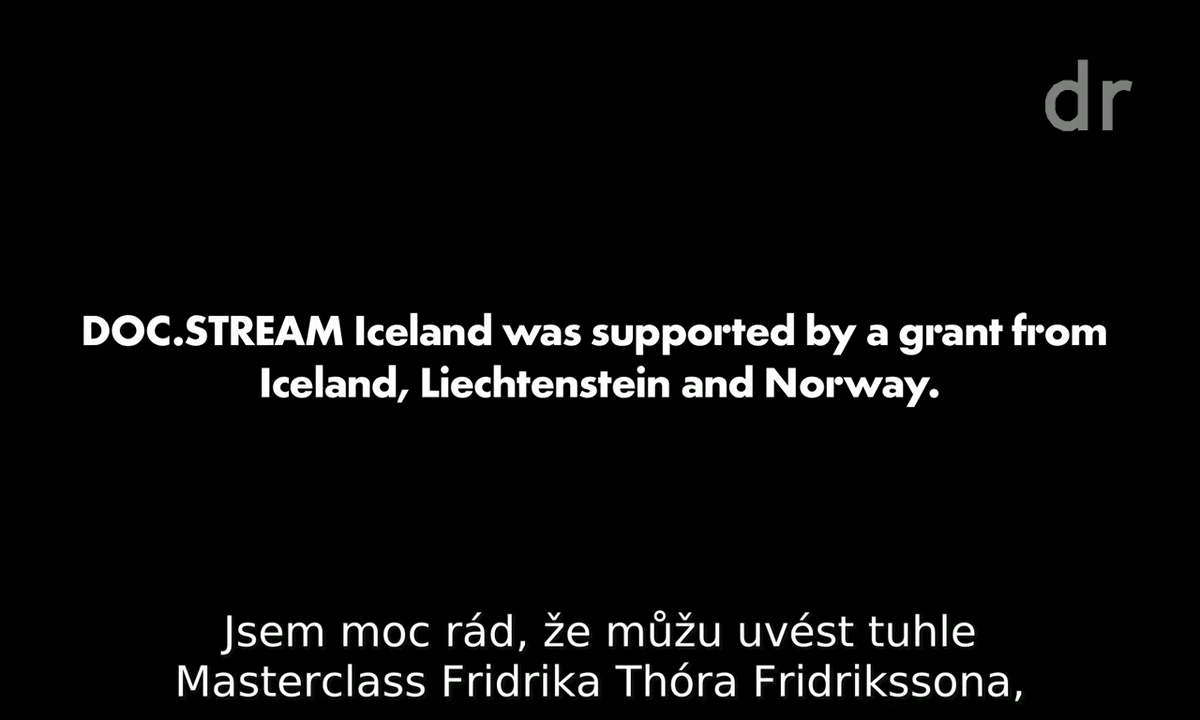 dr
DOC.STREAM Iceland was supported by a grant from
Iceland, Liechtenstein and Norway.
Jsem moc rád, že můžu uvést tuhle
Masterclass Fridrika Thóra Fridrikssona,